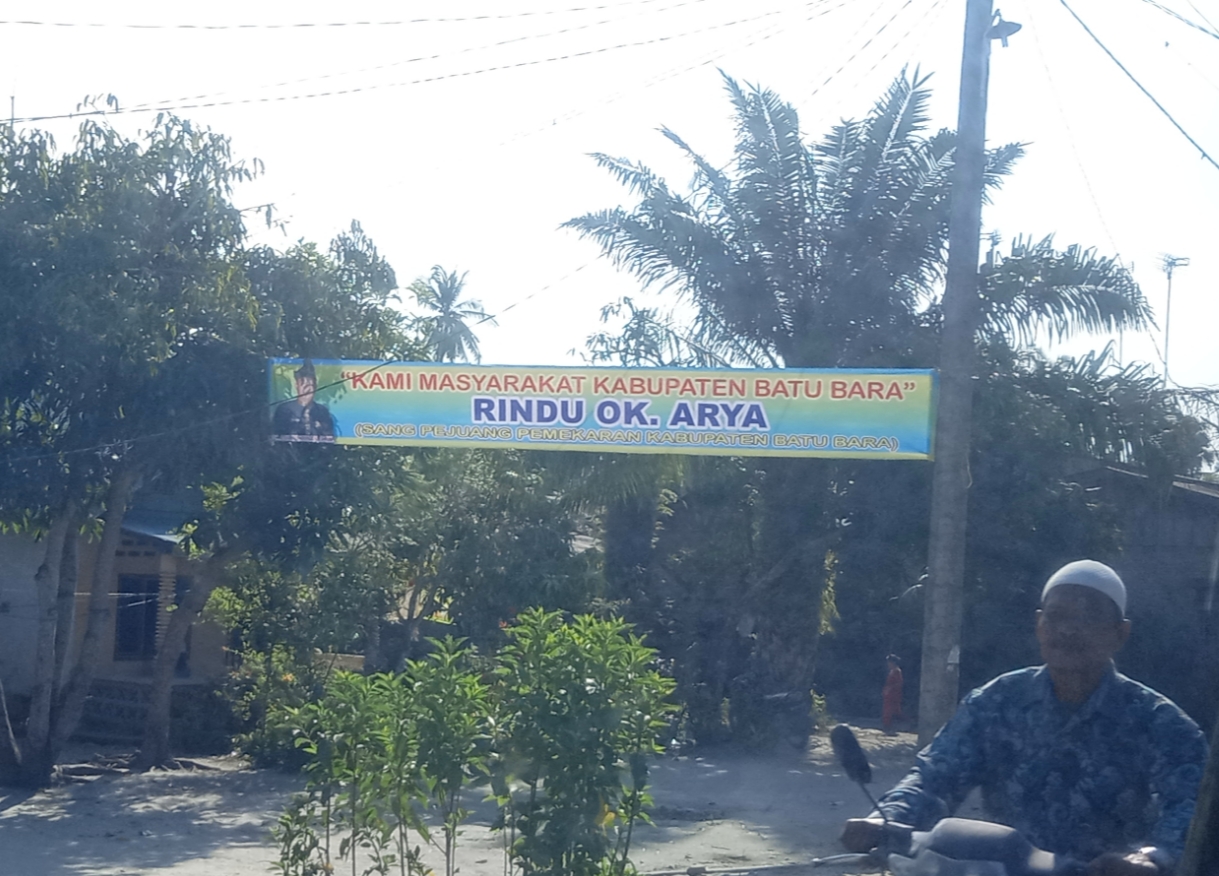 “KAMI MASYARAKAT KABUPATEN BATU BARA”
RINDU OK. ARYA
(SANG PEJUANG PEMEKARAN KABUPATEN BATU BARA)